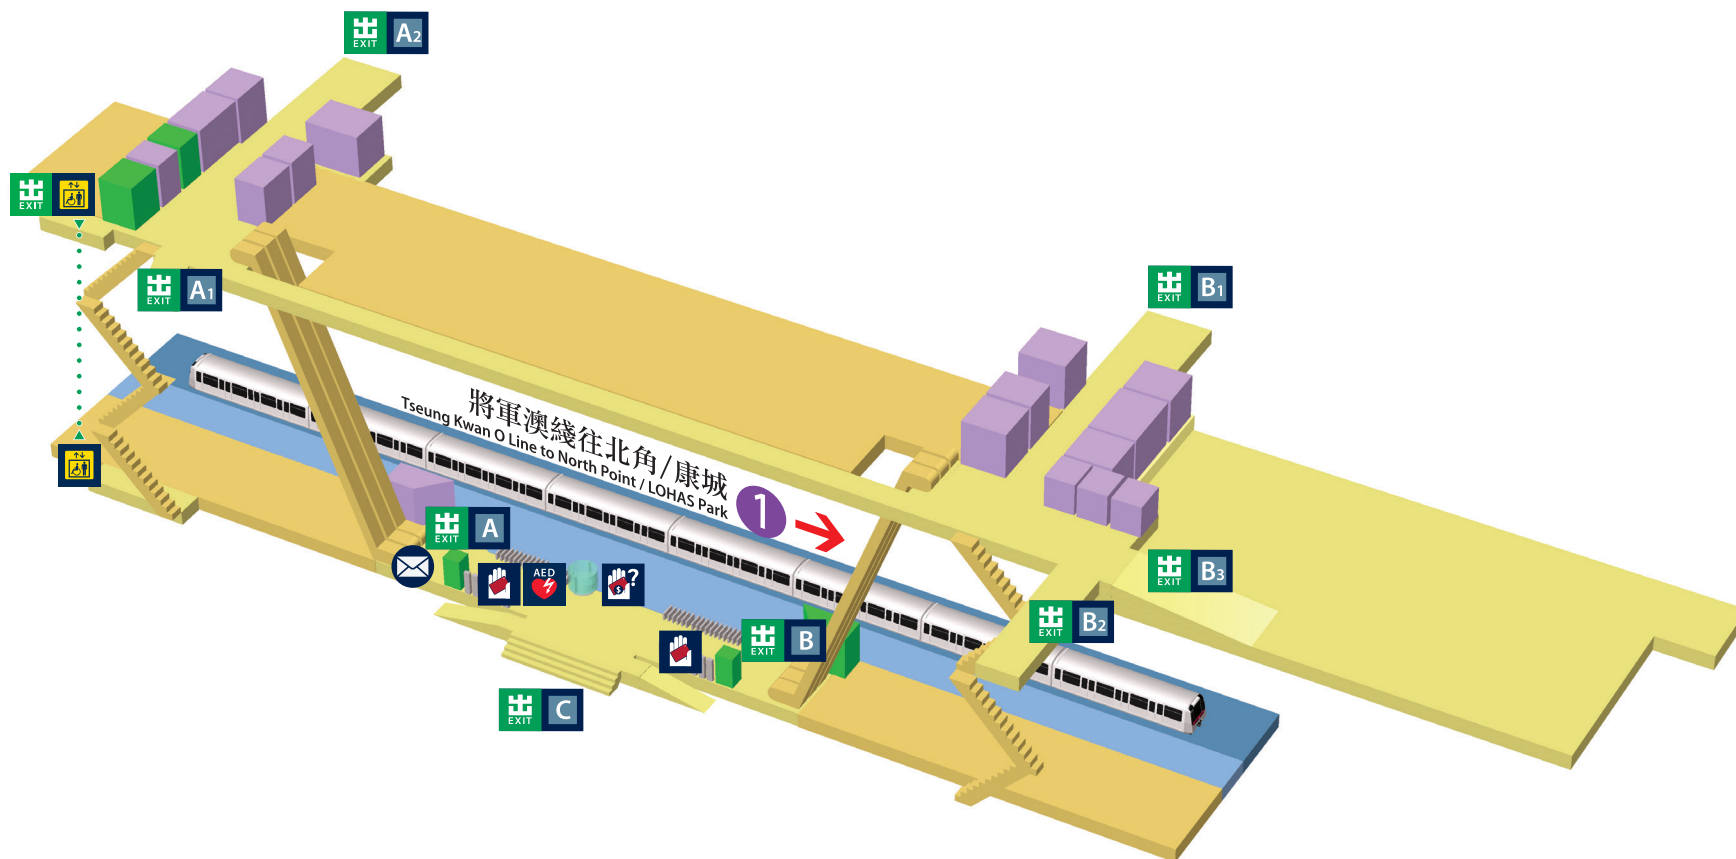 出 EXIT A2
出 EXIT
出 EXIT A1
出 EXIT B1
將軍澳綫往北角/康城
Tseung Kwan O Line to North Point / LOHAS Park
1
出 EXIT A
AED
?
$
出 EXIT B3
出 EXIT B2
出 EXIT B
出 EXIT C